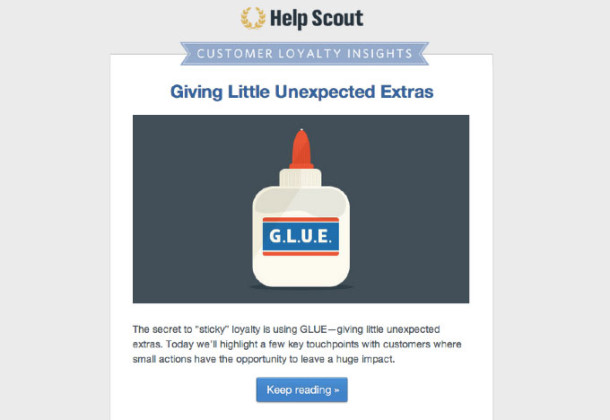 Help Scout
CUSTOMER LOYALTY INSIGHTS
Giving Little Unexpected Extras
G.L.U.E.
The secret to "sticky" loyalty is using GLUE—giving little unexpected
extras. Today we'll highlight a few key touchpoints with customers where
small actions have the opportunity to leave a huge impact.
Keep reading »